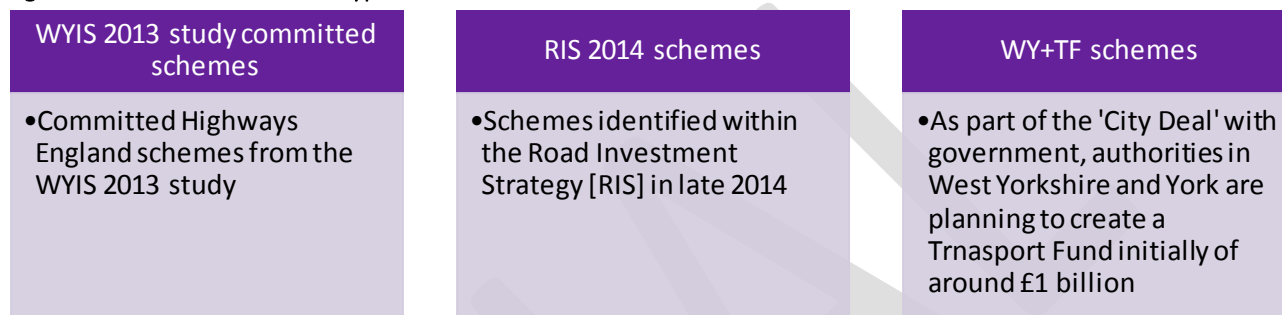 WYIS 2013 study committed
schemes
•Committed Highways
England schemes from the
WYIS 2013 study
RIS 2014 schemes
•Schemes identified within
the Road Investment
Strategy [RIS] in late 2014
WY+TF schemes
•As part of the 'City Deal' with
government, authorities in
West Yorkshire and York are
planning to create a
Trnasport Fund initially of
around £1 billion